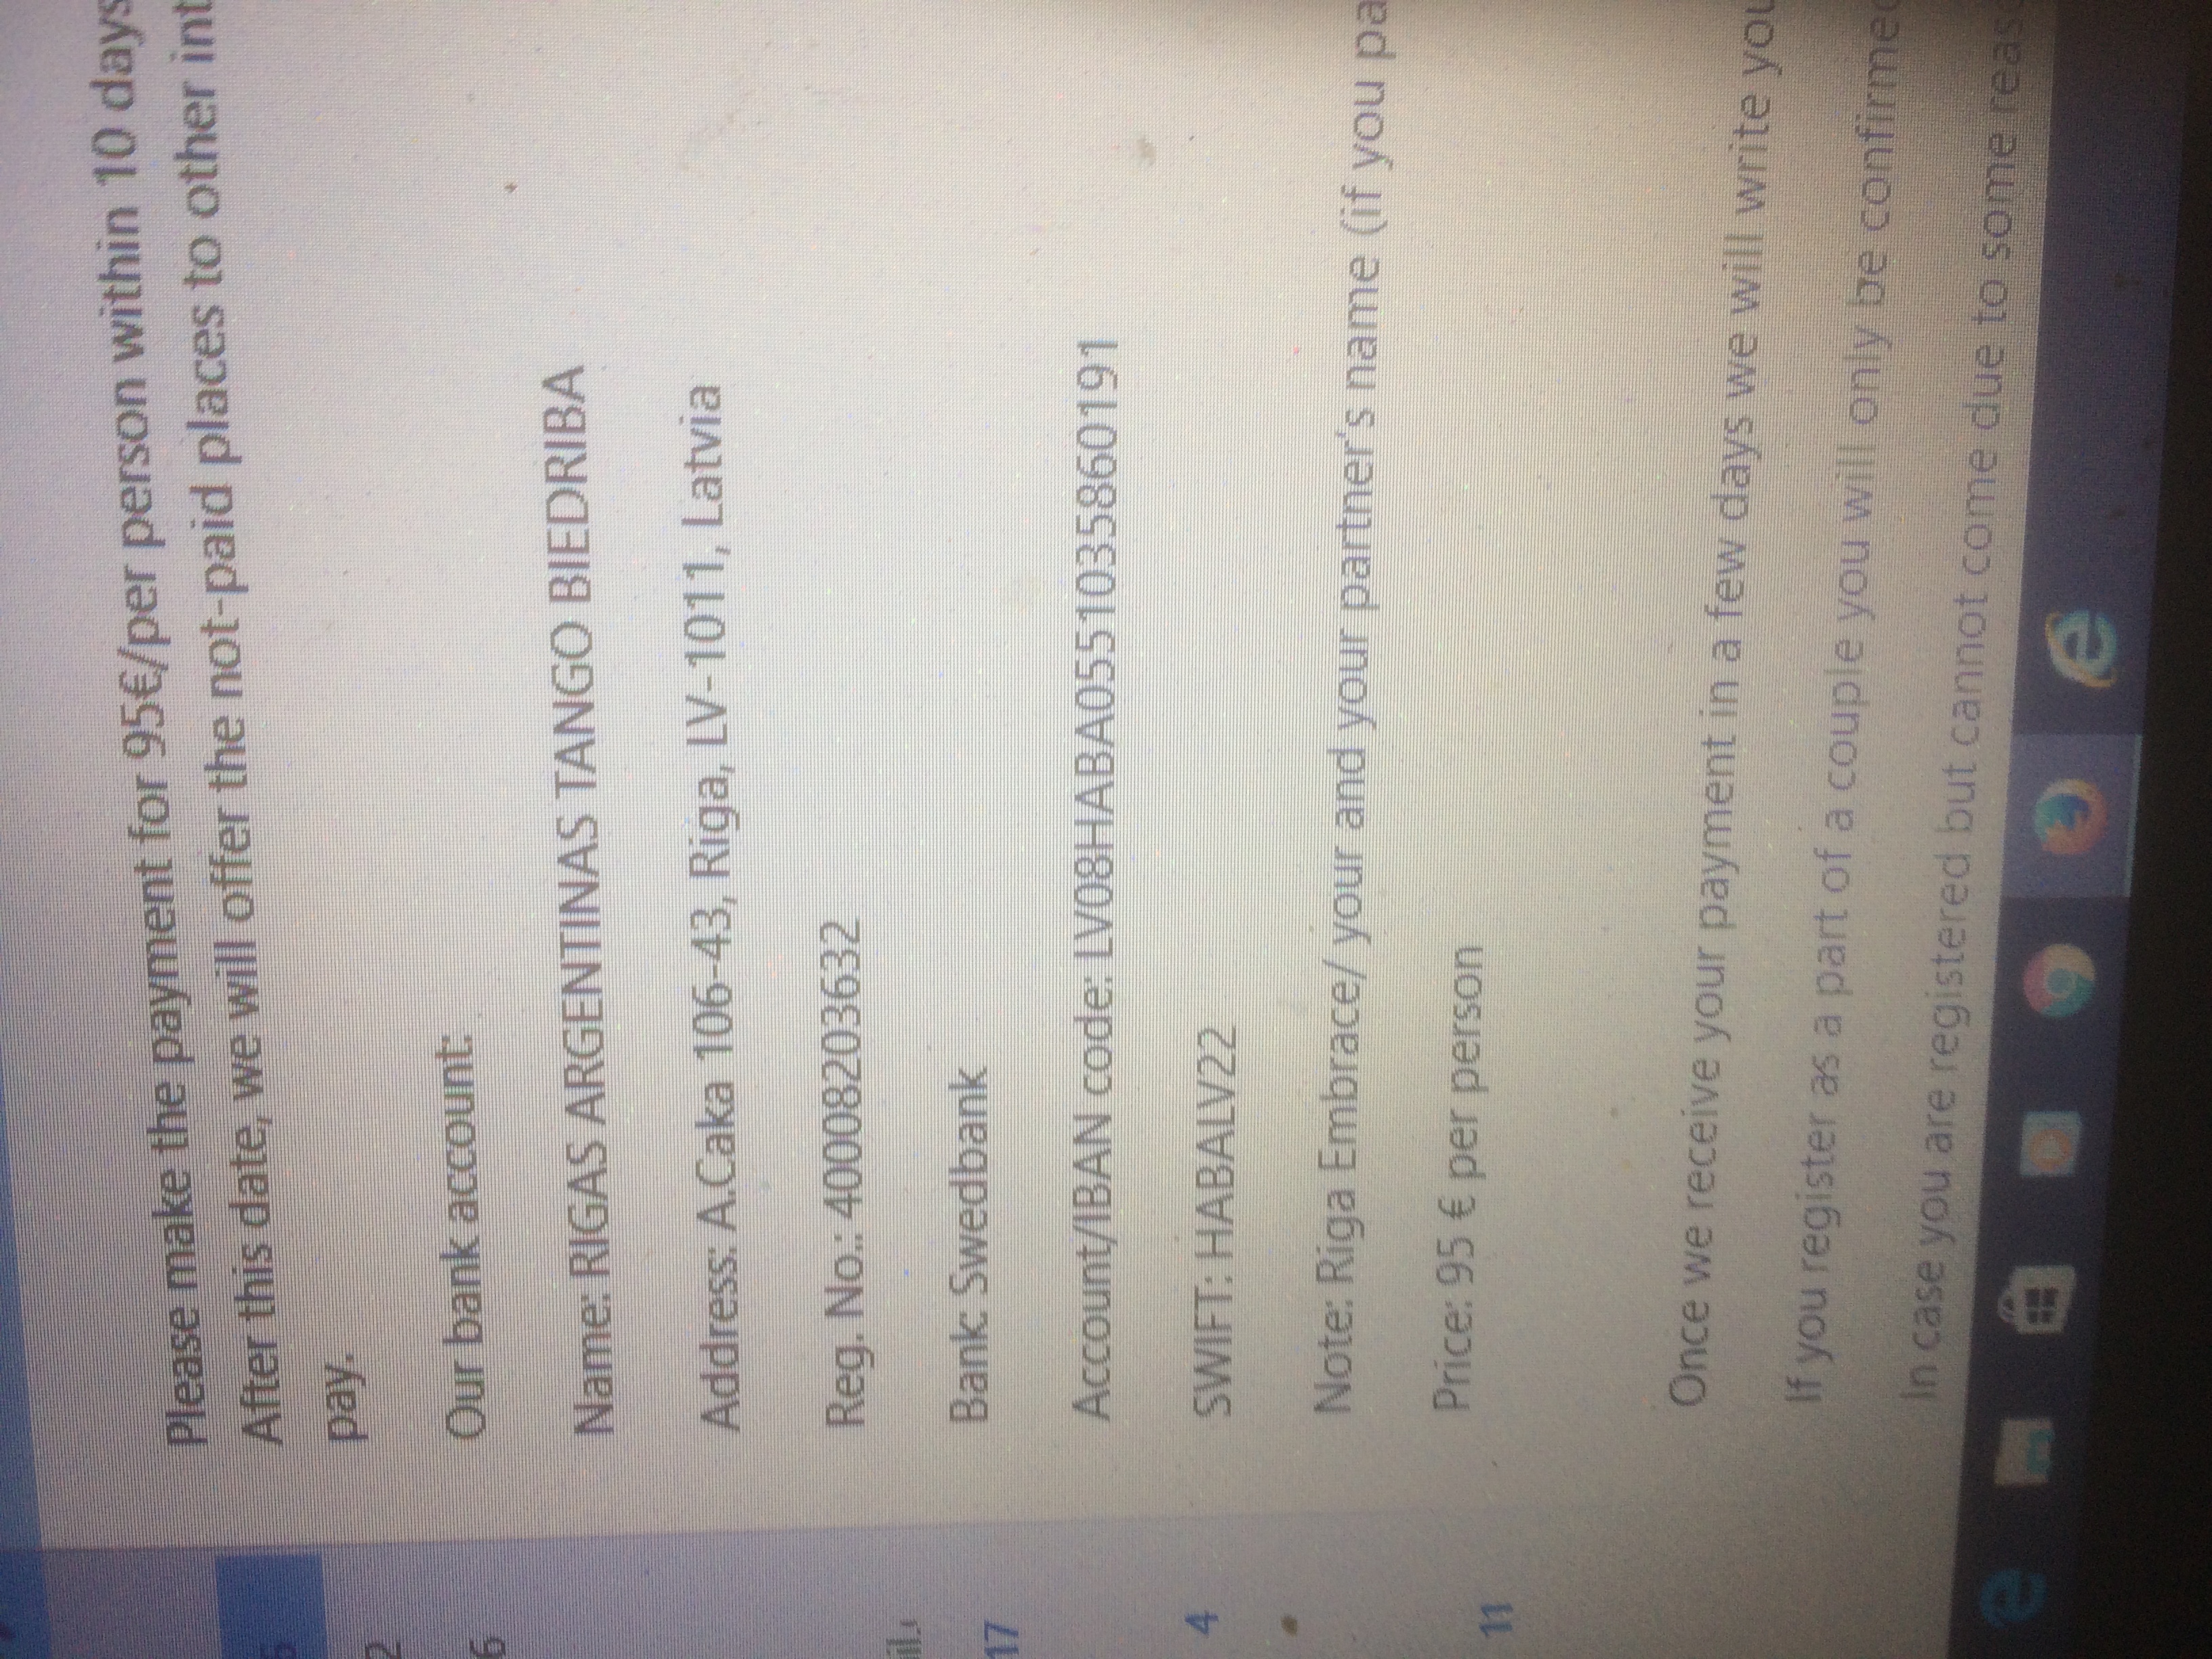 Please make the payment for 95€/per person within 10 days
After this date, we will offer the not-paid places to other int
pay.
Our bank account:
Name: RIGAS ARGENTINAS TANGO BIEDRIBA
Address: A.Caka 106-43, Riga, LV-1011, Latvia
Reg. No.: 40008203632
Bank: Swedbank
Account/IBAN code: LV08HABA0551035860191
SWIFT: HABALV22
Note: Riga Embrace/ your and your partner's name (if you pa
Price: 95 € per person
Once we receive your payment in a few days we will write you
If you register as a part of a couple you will only be confirmed
In case you are registered but cannot come due to some reas
2
6
17
4
11